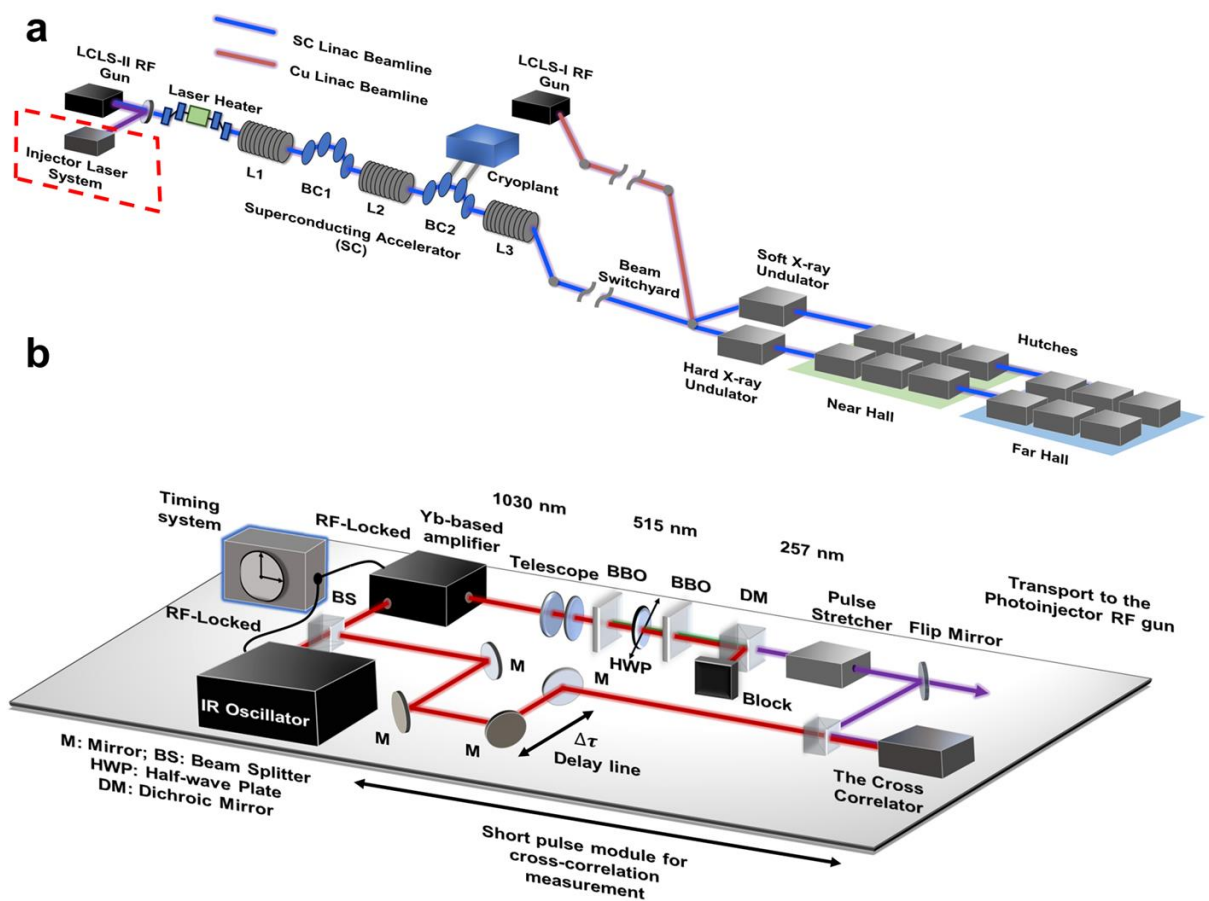 a
SC Linac Beamline
Cu Linac Beamline
LCLS-II RF
Gun
Laser Heater
Injector Laser
System
L1
BC1
L2
BC2
L3
Cryoplant
Superconducting Accelerator
(SC)
LCLS-I RF
Gun
Beam
Switchyard
Soft X-ray
Undulator
Hard X-ray
Undulator
Hutches
Near Hall
Far Hall
b
Timing
system
RF-Locked
Yb-based
amplifier
1030 nm
515 nm
257 nm
Telescope
BBO
BBO
DM
Pulse
Stretcher
Transport to the
Photoinjector RF gun
Flip Mirror
BS
RF-Locked
HWP
Block
IR Oscillator
M
M
M
M
Δτ
Delay line
The Cross
Correlator
M: Mirror; BS: Beam Splitter
HWP: Half-wave Plate
DM: Dichroic Mirror
Short pulse module for
cross-correlation
measurement